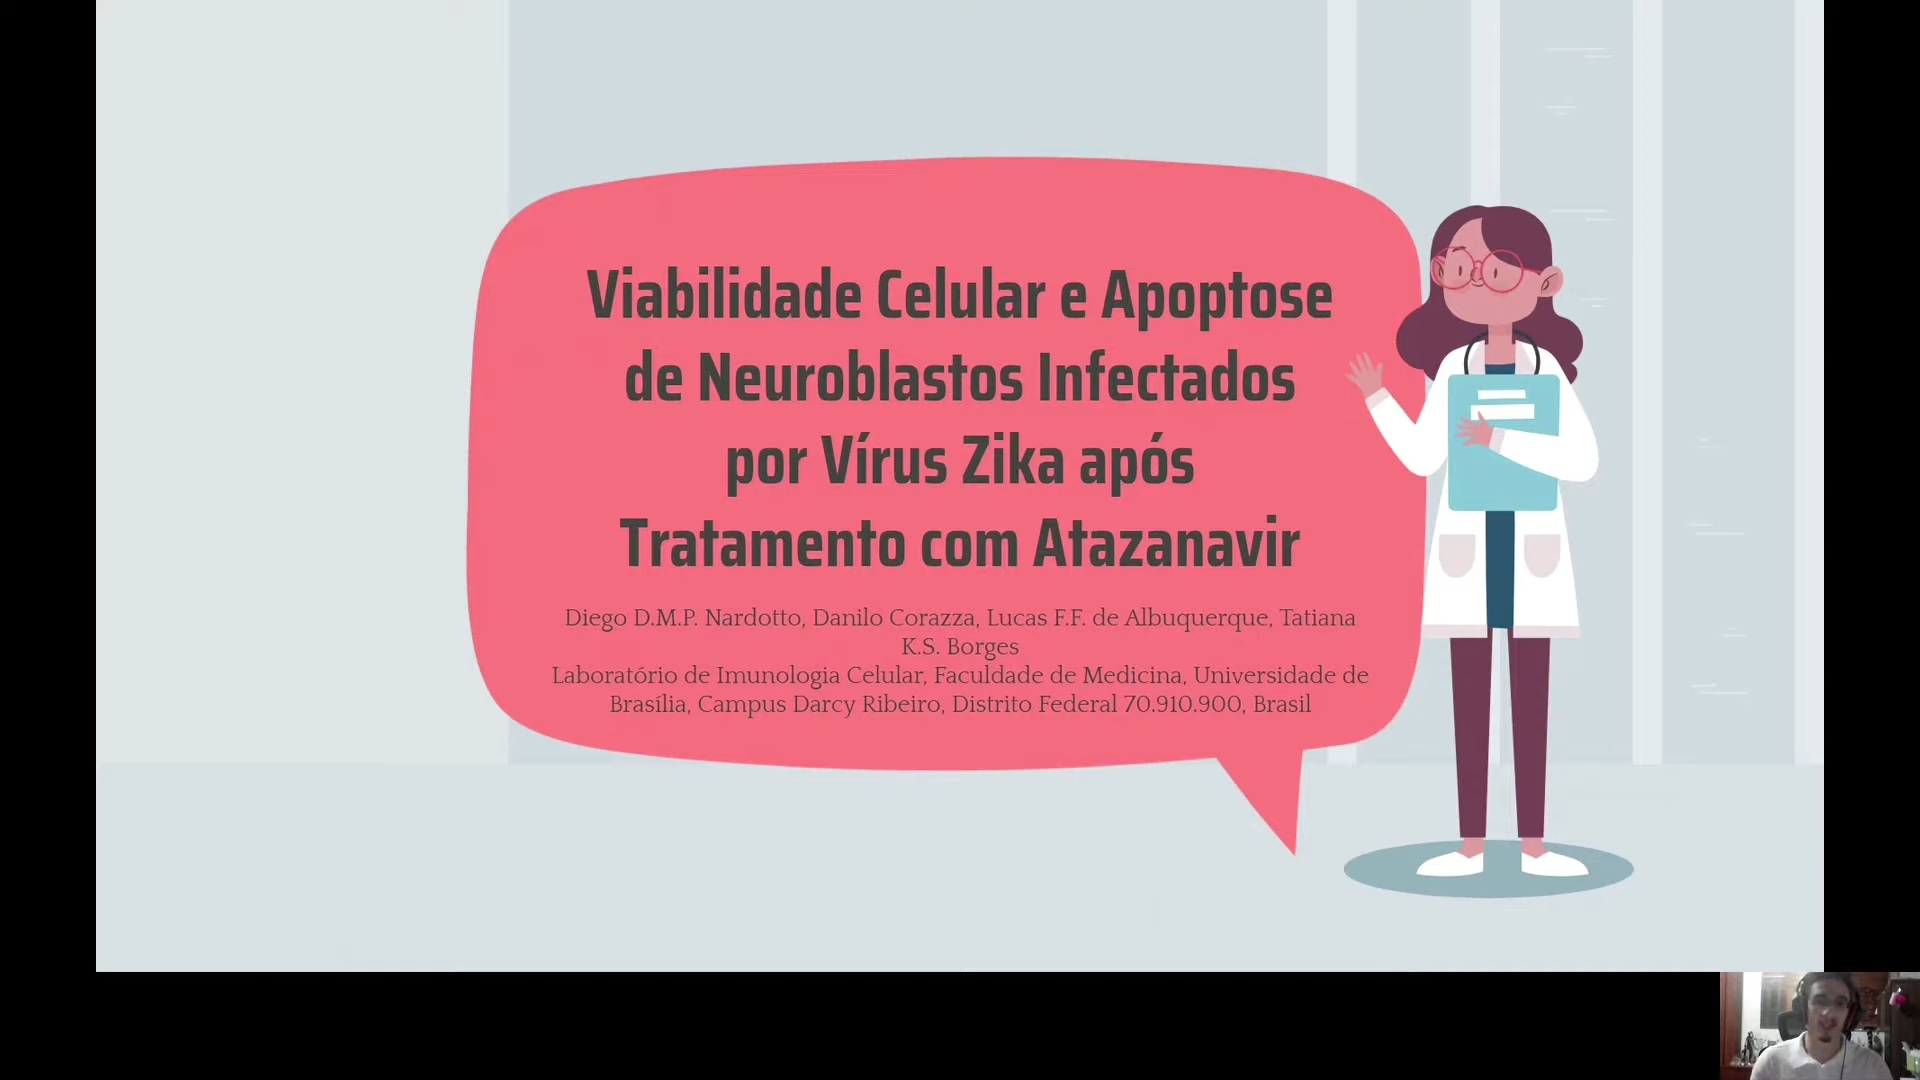 Viabilidade Celular e Apoptose
de Neuroblastos Infectados
por Vírus Zika após
Tratamento com Atazanavir
Diego D.M.P. Nardotto, Danilo Corazza, Lucas F.F. de Albuquerque, Tatiana
K.S. Borges
Laboratório de Imunologia Celular, Faculdade de Medicina, Universidade de
Brasília, Campus Darcy Ribeiro, Distrito Federal 70.910.900, Brasil